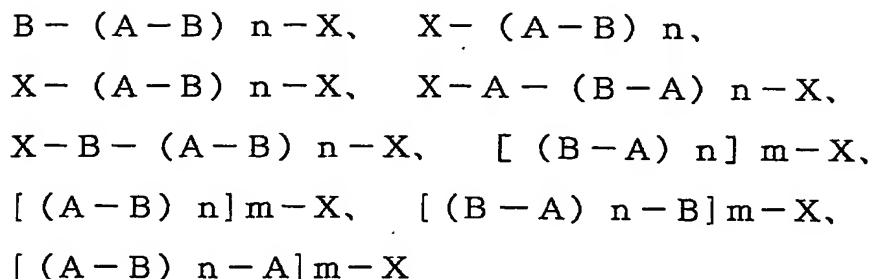 B－（A－B）n－X、 X－（A－B）n、
X－（A－B）n－X、 X－A－（B－A）n－X、
X－B－（A－B）n－X、 [（B－A）n]m－X、
[（A－B）n]m－X、 [（B－A）n－B]m－X、
[（A－B）n－A]m－X